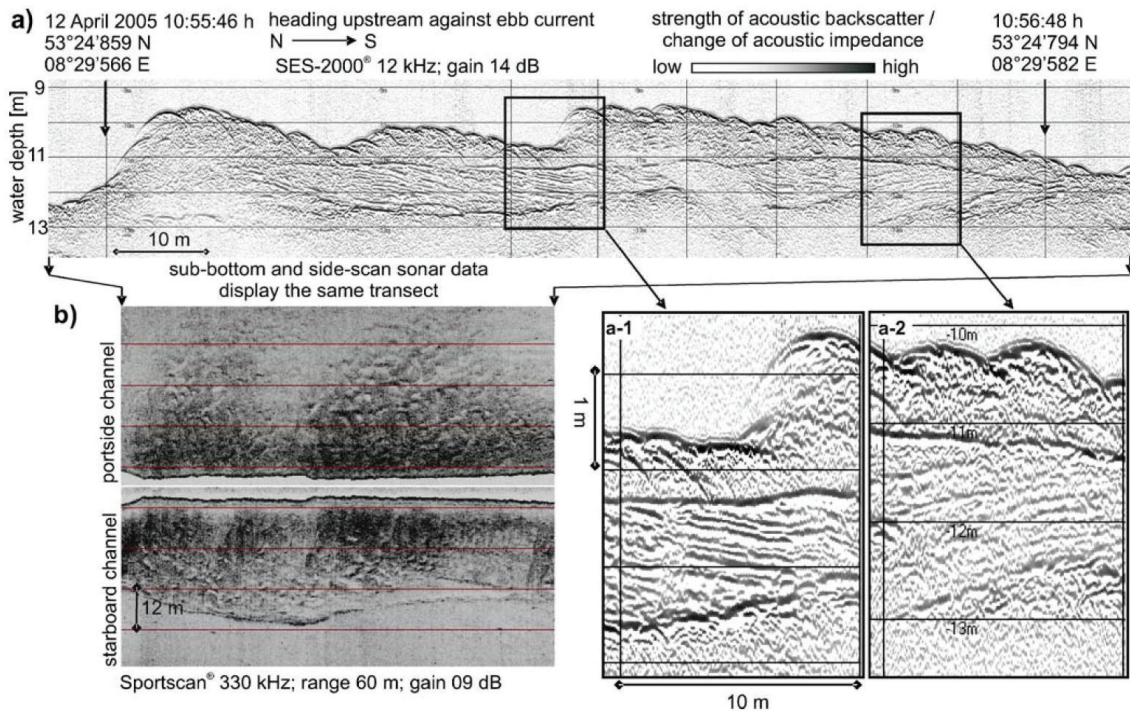 a) 12 April 2005 10:55:46 h
53°24'859 N
08°29'566 E
heading upstream against ebb current
N S
SES-2000® 12 kHz; gain 14 dB
strength of acoustic backscatter /
change of acoustic impedance
low high
10:56:48 h
53°24'794 N
08°29'582 E
water depth [m]
9
11
13
10 m
sub-bottom and side-scan sonar data
display the same transect
b)
portside channel
starboard channel
12 m
Sportscan® 330 kHz; range 60 m; gain 09 dB
a-1
1 m
10 m
a-2
-10m
-11m
-12m
-13m